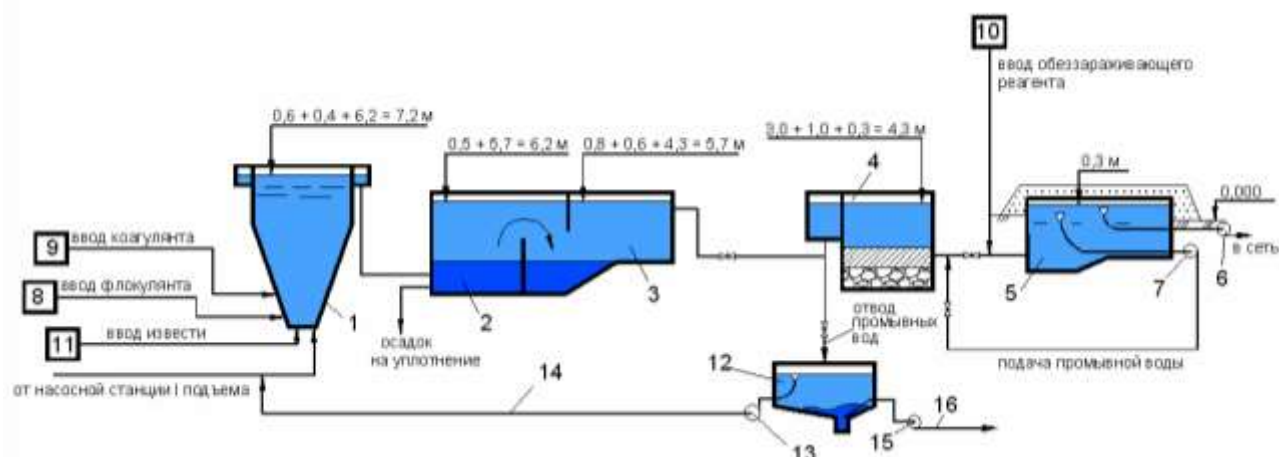 10
ввод обеззараживающего
реагента
0,6 + 0,4 + 6,2 = 7,2 м
0,5 + 5,7 = 6,2 м
0,8 + 0,6 + 4,3 = 5,7 м
3,0 + 1,0 + 0,3 = 4,3 м
4
0,3 м
0,000
в сеть
6
7
5
9
ввод коагулянта
8
ввод флокулянта
11
ввод извести
1
2
3
от насосной станции I подъема
осадок
на уплотнение
отвод
промывных
вод
подача промывной воды
14
12
13
15
16